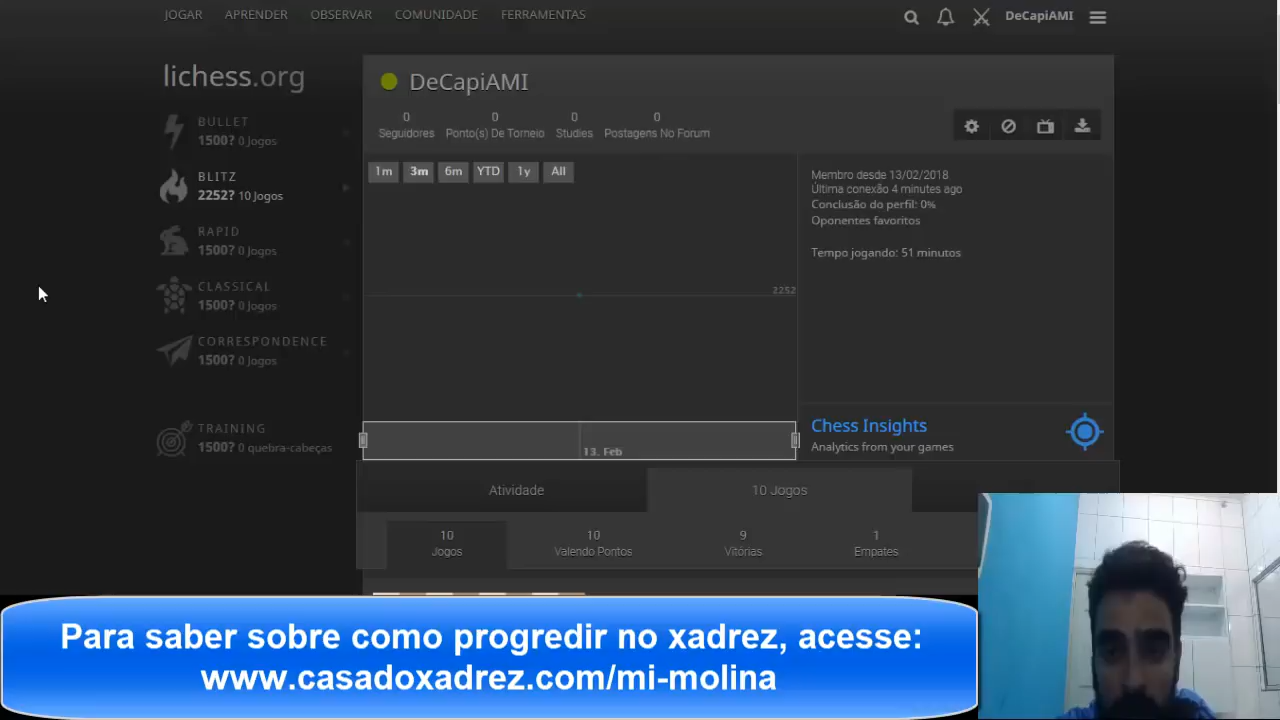 JOGAR APRENDER OBSERVAR COMUNIDADE FERRAMENTAS DeCapiAMI
lichess.org
BULLET
1500? 0 Jogos
BLITZ
2252? 10 Jogos
RAPID
1500? 0 Jogos
CLASSICAL
1500? 0 Jogos
CORRESPONDENCE
1500? 0 Jogos
TRAINING
1500? 0 quebra-cabeças
DeCapiAMI
0 0 0 0
Seguidores Ponto(s) De Torneio Studies Postagens No Forum
1m 3m 6m YTD 1y All
2252
13. Feb
Membro desde 13/02/2018
Última conexão 4 minutes ago
Conclusão do perfil: 0%
Oponentes favoritos
Tempo jogando: 51 minutos
Chess Insights
Analytics from your games
Atividade 10 Jogos
10 10 9 1
Jogos Valendo Pontos Vitórias Empates
Para saber sobre como progredir no xadrez, acesse:
www.casadoxadrez.com/mi-molina